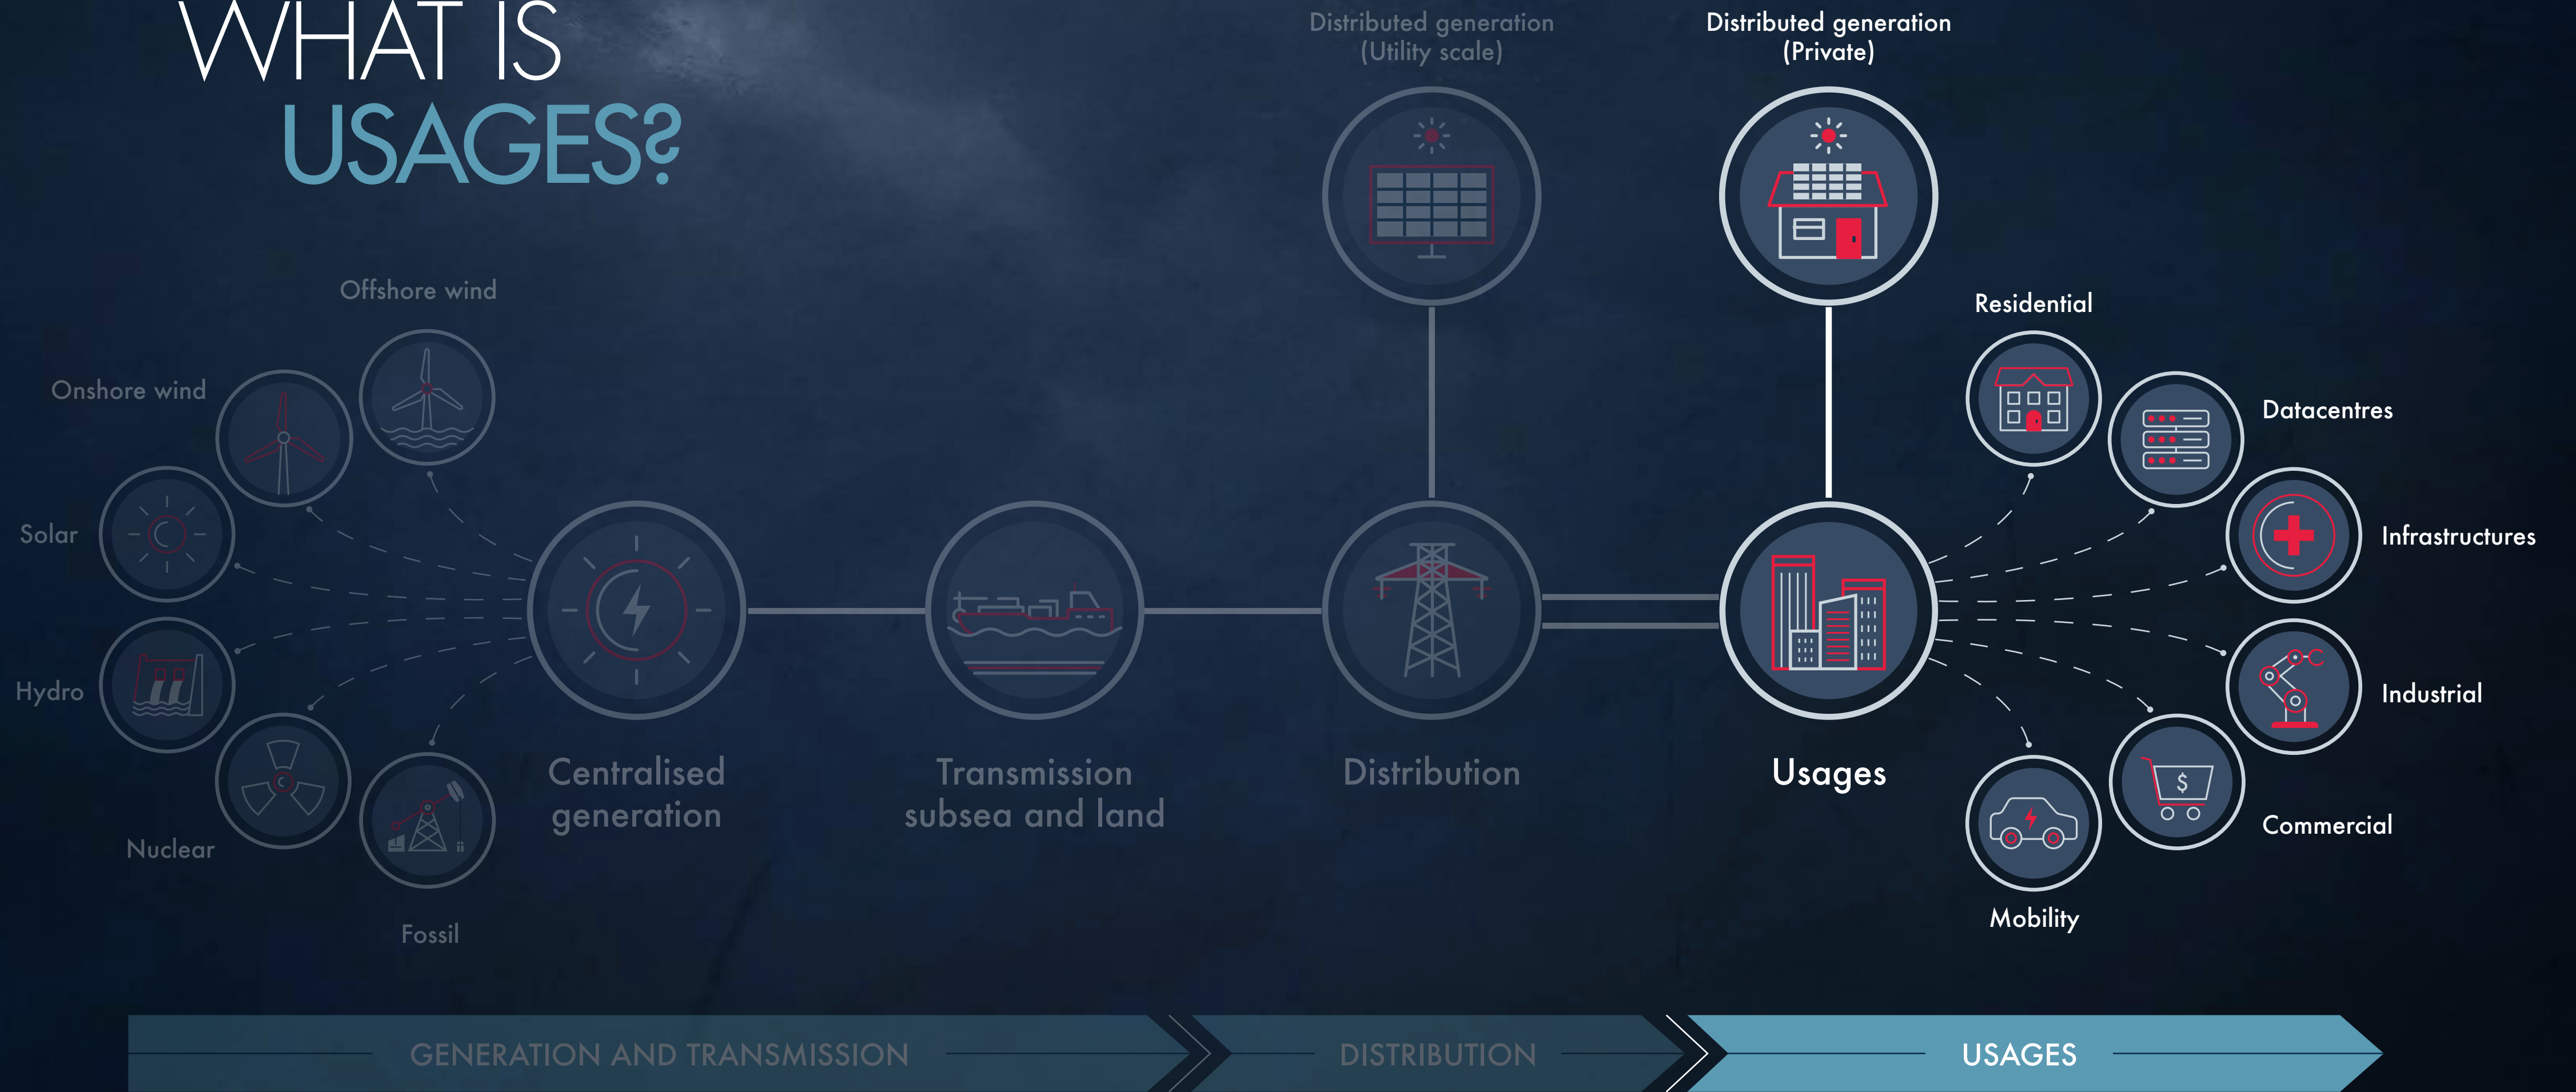 WHAT IS
USAGES?
Distributed generation
(Utility scale)
Distributed generation
(Private)
Offshore wind
Onshore wind
Solar
Hydro
Nuclear
Fossil
Centralised
generation
Transmission
subsea and land
Distribution
Usages
Residential
Datacentres
Infrastructures
Industrial
$
Commercial
Mobility
GENERATION AND TRANSMISSION
DISTRIBUTION
USAGES